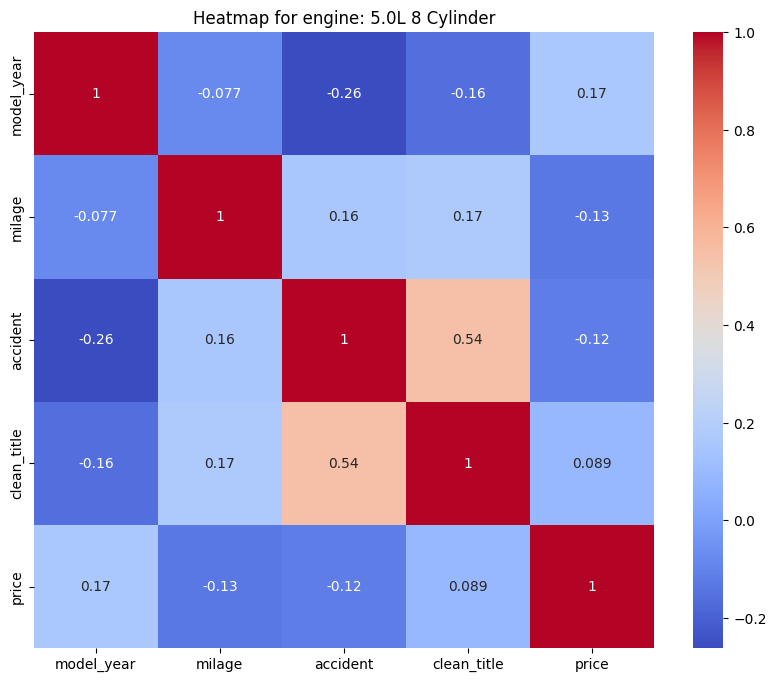 Heatmap for engine: 5.0L 8 Cylinder
model_year 1 -0.077 -0.26 -0.16 0.17
milage -0.077 1 0.16 0.17 -0.13
accident -0.26 0.16 1 0.54 -0.12
clean_title -0.16 0.17 0.54 1 0.089
price 0.17 -0.13 -0.12 0.089 1
model_year milage accident clean_title price
1.0
0.8
0.6
0.4
0.2
0.0
−0.2